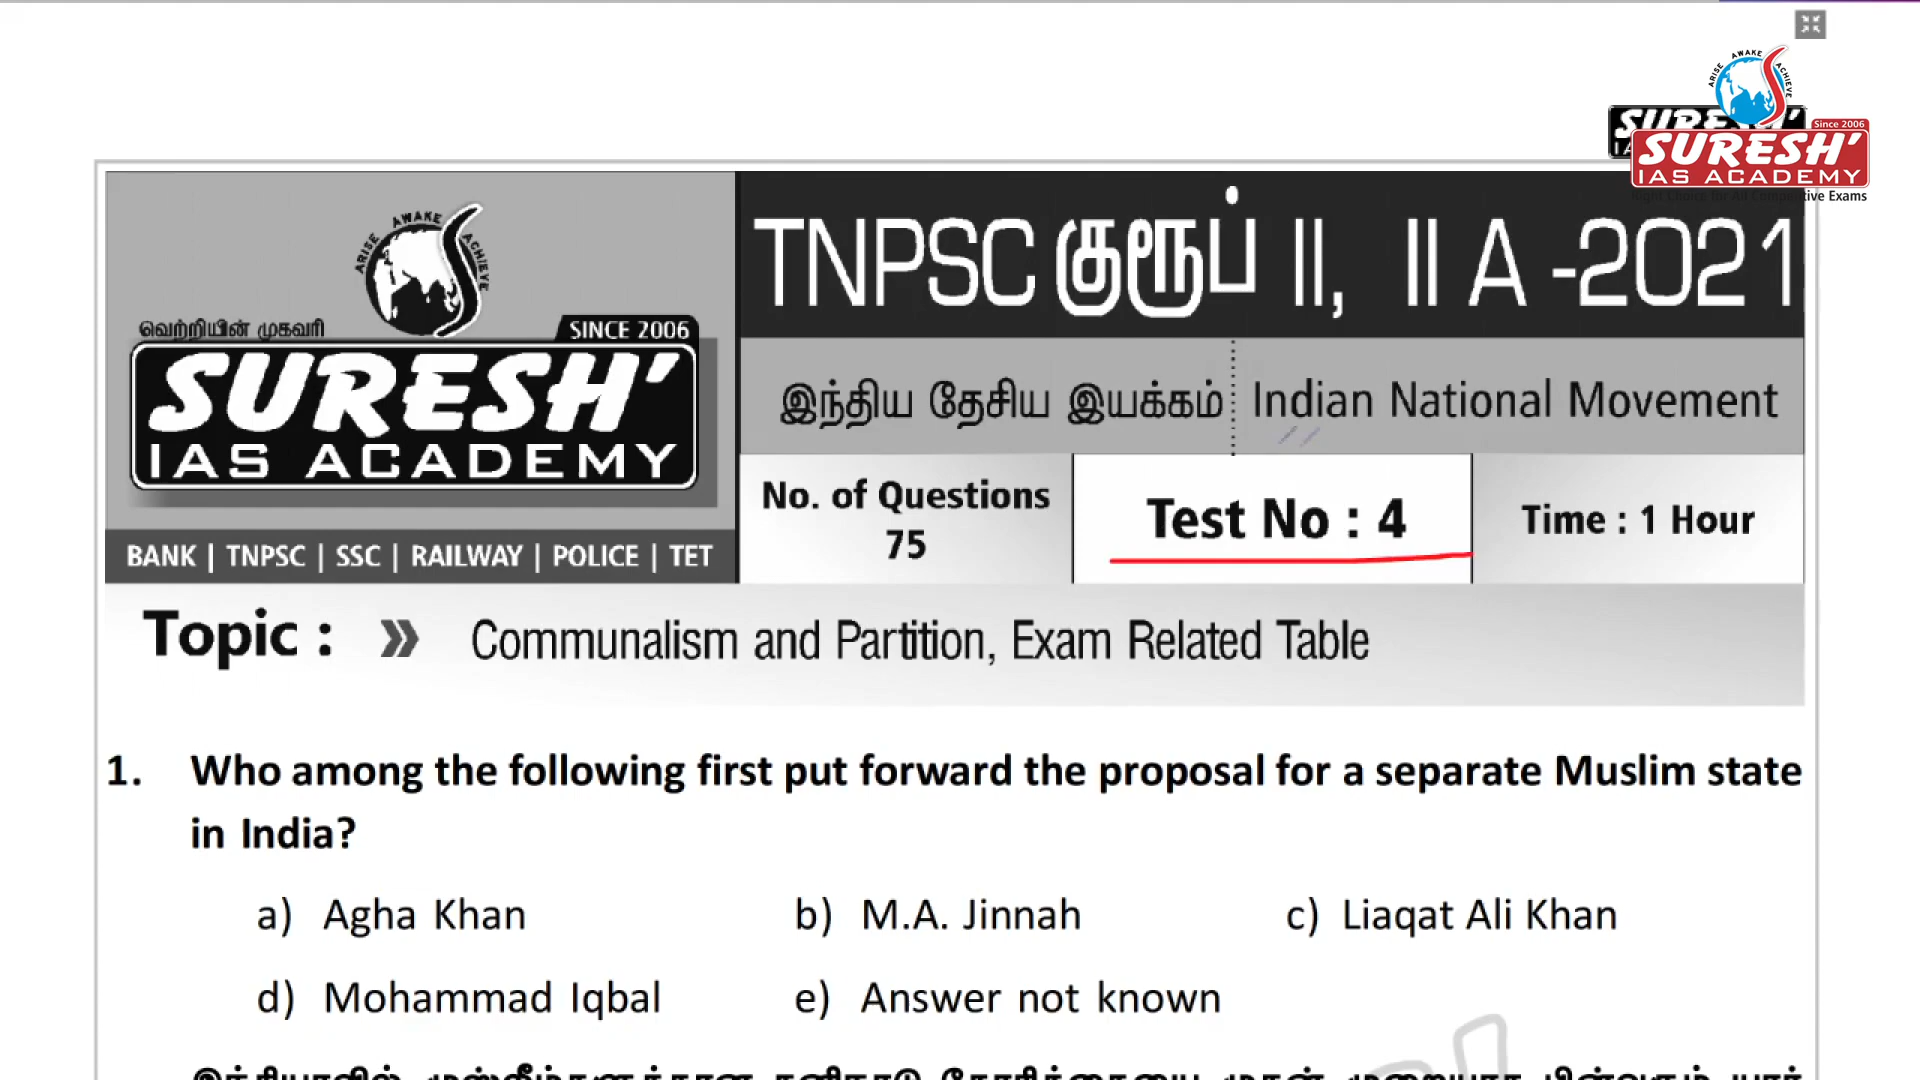 ARISE AWAKE ACHIEVE
Since 2006
SURESH'
IAS ACADEMY
ARISE AWAKE ACHIEVE
வெற்றியின் முகவரி
SINCE 2006
SURESH'
IAS ACADEMY
BANK | TNPSC | SSC | RAILWAY | POLICE | TET
TNPSC குரூப் II, II A -2021
இந்திய தேசிய இயக்கம் Indian National Movement
No. of Questions
75
Test No : 4
Time : 1 Hour
Topic : » Communalism and Partition, Exam Related Table
1. Who among the following first put forward the proposal for a separate Muslim state
in India?
a) Agha Khan b) M.A. Jinnah c) Liaqat Ali Khan
d) Mohammad Iqbal e) Answer not known